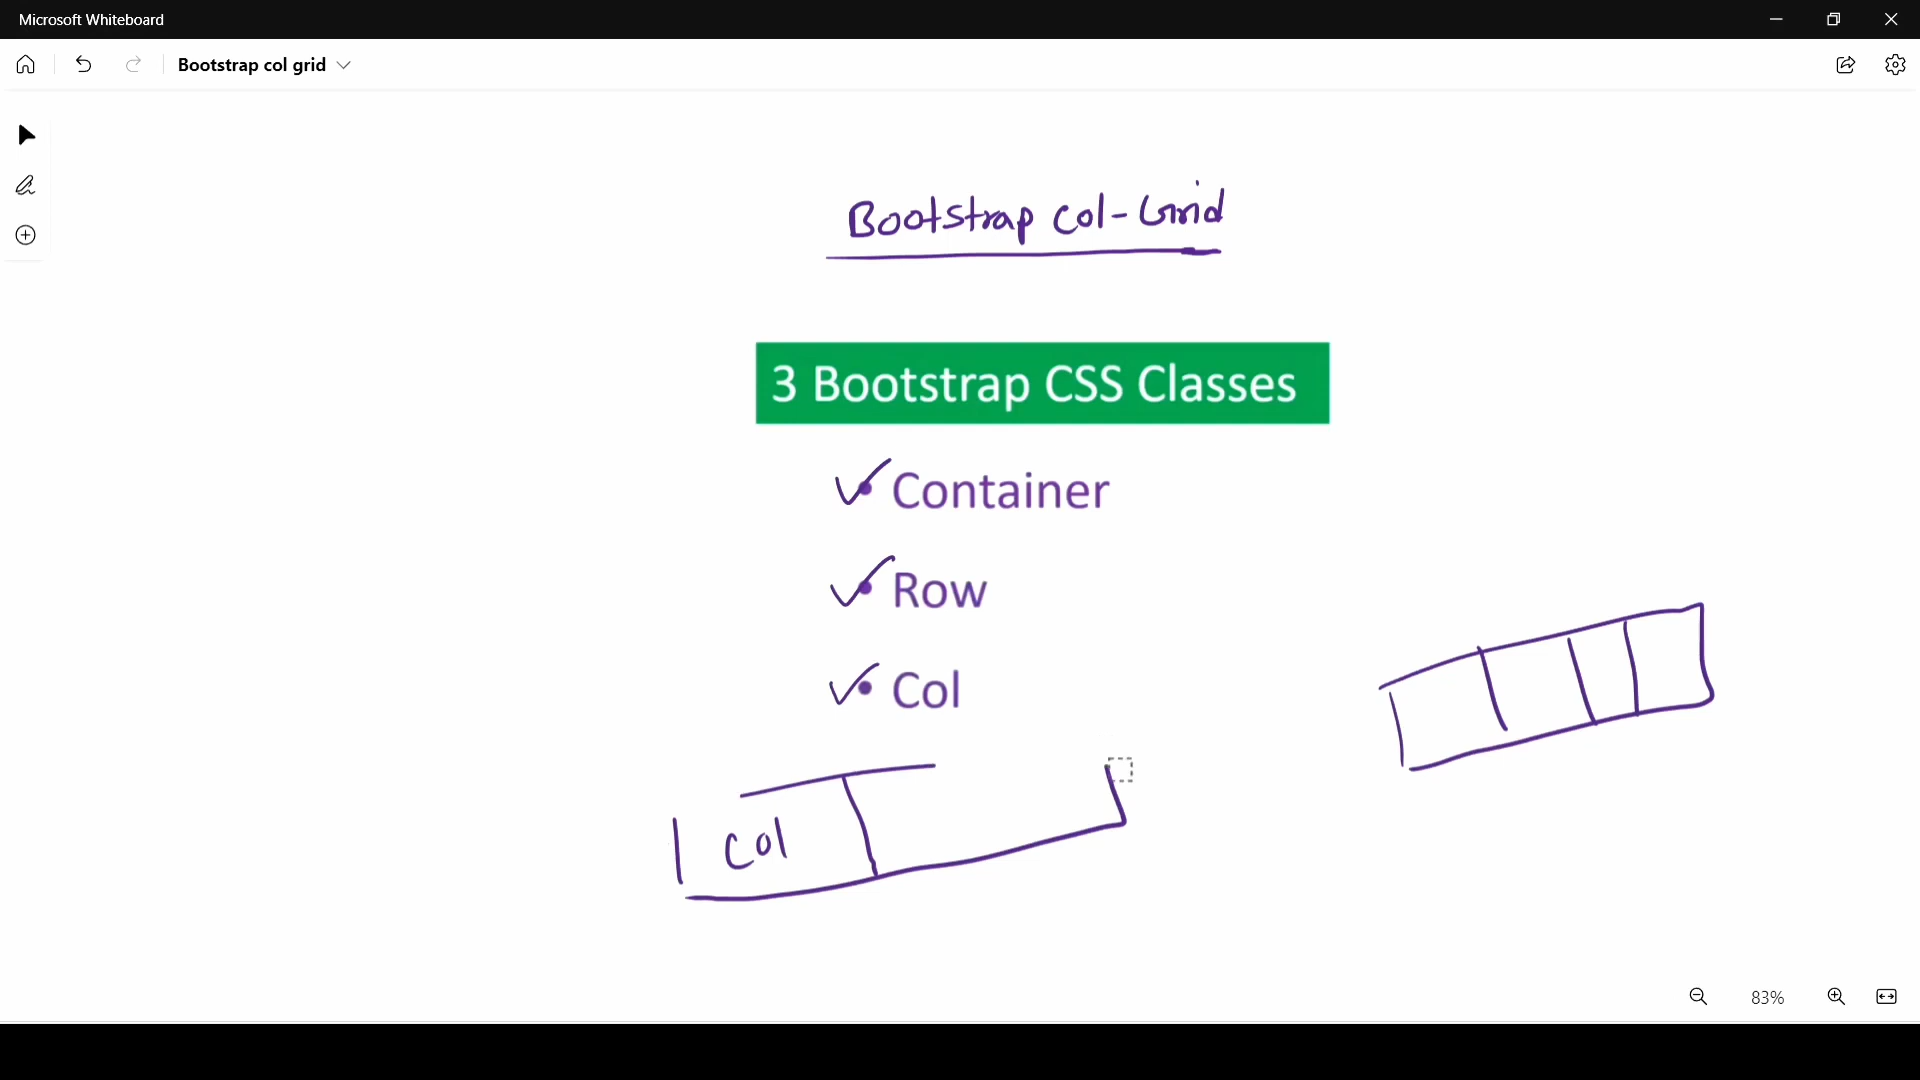 Microsoft Whiteboard
Bootstrap col grid
Bootstrap Col-Grid
3 Bootstrap CSS Classes
• Container
• Row
• Col
Col
83%